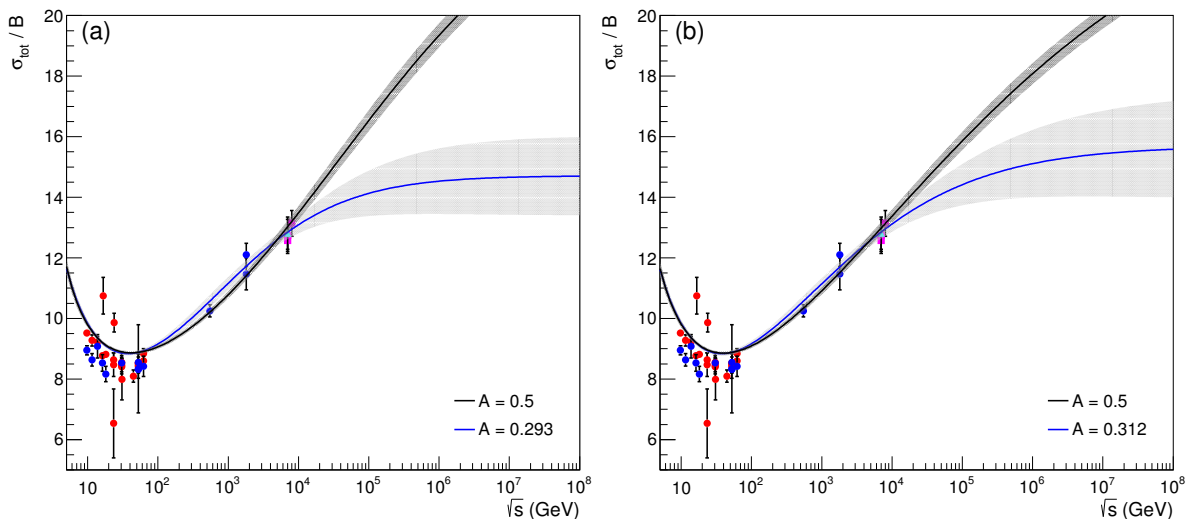 (a)
σtot / B
20
18
16
14
12
10
8
6
A = 0.5
A = 0.293
10 10² 10³ 10⁴ 10⁵ 10⁶ 10⁷ 10⁸
√s (GeV)
(b)
σtot / B
20
18
16
14
12
10
8
6
A = 0.5
A = 0.312
10 10² 10³ 10⁴ 10⁵ 10⁶ 10⁷ 10⁸
√s (GeV)